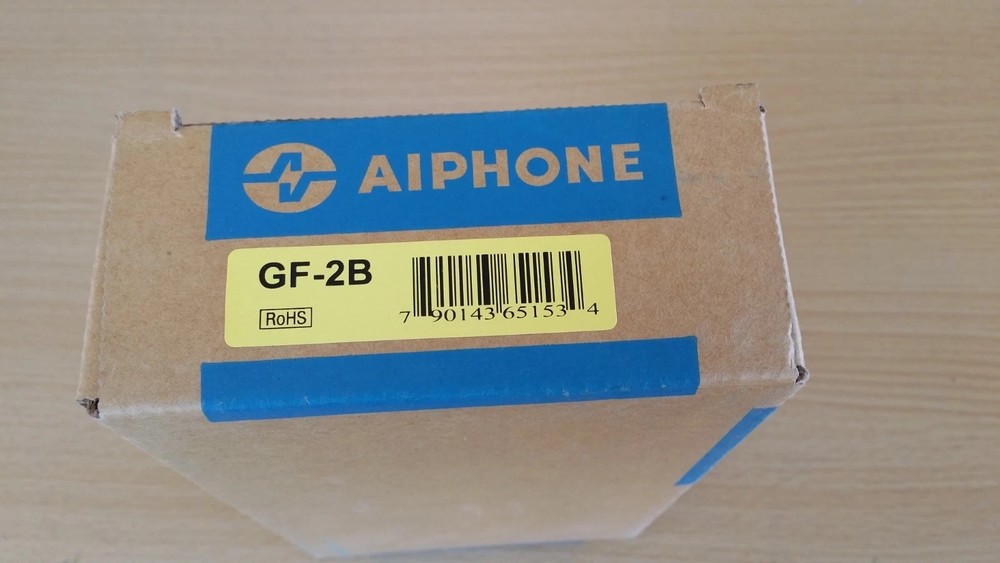 AIPHONE
GF-2B
RoHS
7 90143 65153 4